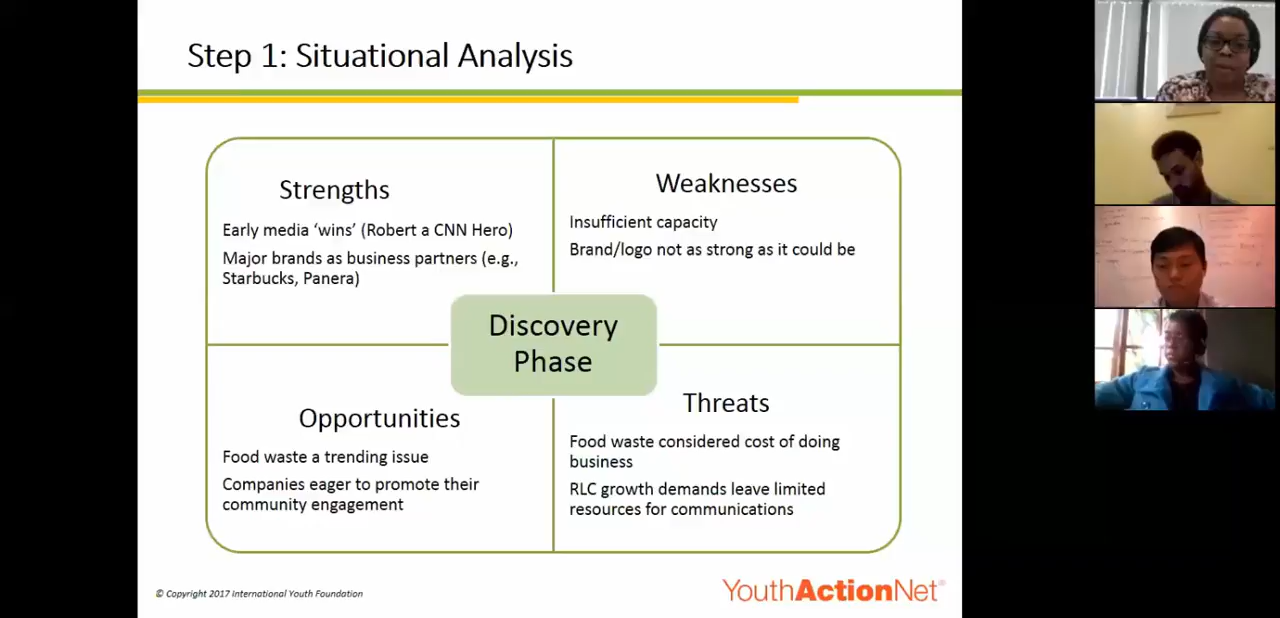 Step 1: Situational Analysis
Strengths
Early media ‘wins’ (Robert a CNN Hero)
Major brands as business partners (e.g.,
Starbucks, Panera)
Weaknesses
Insufficient capacity
Brand/logo not as strong as it could be
Discovery
Phase
Opportunities
Food waste a trending issue
Companies eager to promote their
community engagement
Threats
Food waste considered cost of doing
business
RLC growth demands leave limited
resources for communications
© Copyright 2017 International Youth Foundation
YouthActionNet®